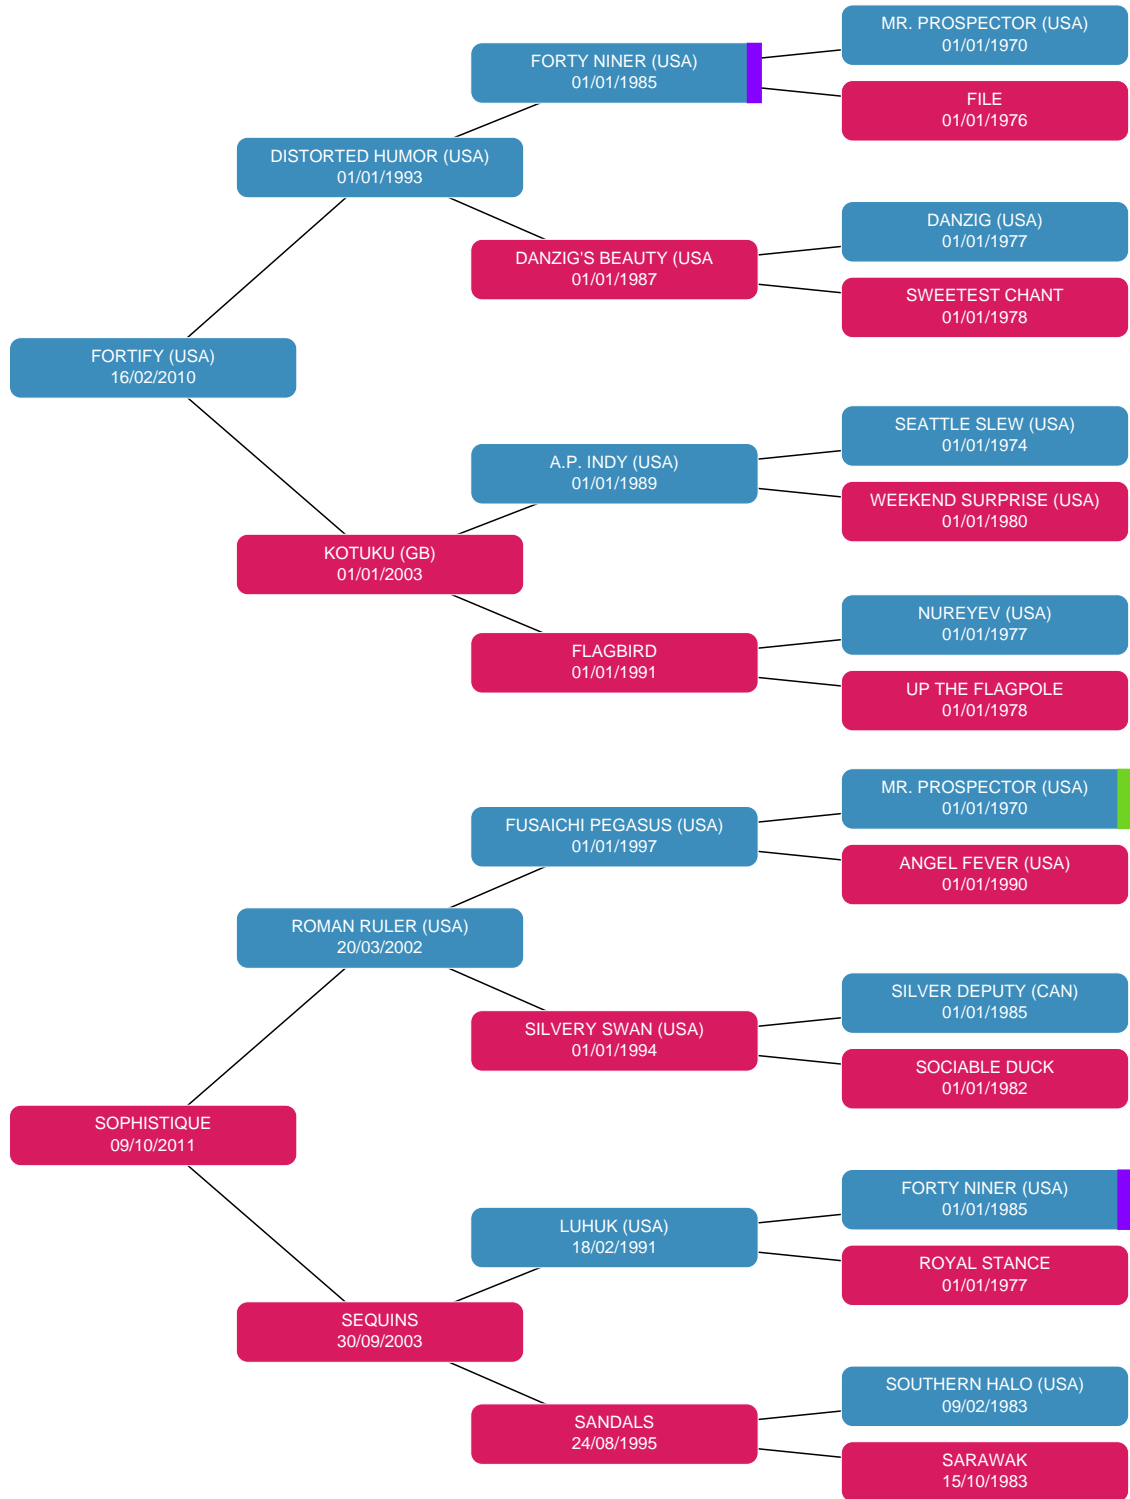 MR. PROSPECTOR (USA)
01/01/1970
FORTY NINER (USA)
01/01/1985
FILE
01/01/1976
DISTORTED HUMOR (USA)
01/01/1993
DANZIG (USA)
01/01/1977
DANZIG'S BEAUTY (USA
01/01/1987
SWEETEST CHANT
01/01/1978
FORTIFY (USA)
16/02/2010
SEATTLE SLEW (USA)
01/01/1974
A.P. INDY (USA)
01/01/1989
WEEKEND SURPRISE (USA)
01/01/1980
KOTUKU (GB)
01/01/2003
NUREYEV (USA)
01/01/1977
FLAGBIRD
01/01/1991
UP THE FLAGPOLE
01/01/1978
MR. PROSPECTOR (USA)
01/01/1970
FUSAICHI PEGASUS (USA)
01/01/1997
ANGEL FEVER (USA)
01/01/1990
ROMAN RULER (USA)
20/03/2002
SILVER DEPUTY (CAN)
01/01/1985
SILVERY SWAN (USA)
01/01/1994
SOCIABLE DUCK
01/01/1982
SOPHISTIQUE
09/10/2011
FORTY NINER (USA)
01/01/1985
LUHUK (USA)
18/02/1991
ROYAL STANCE
01/01/1977
SEQUINS
30/09/2003
SOUTHERN HALO (USA)
09/02/1983
SANDALS
24/08/1995
SARAWAK
15/10/1983